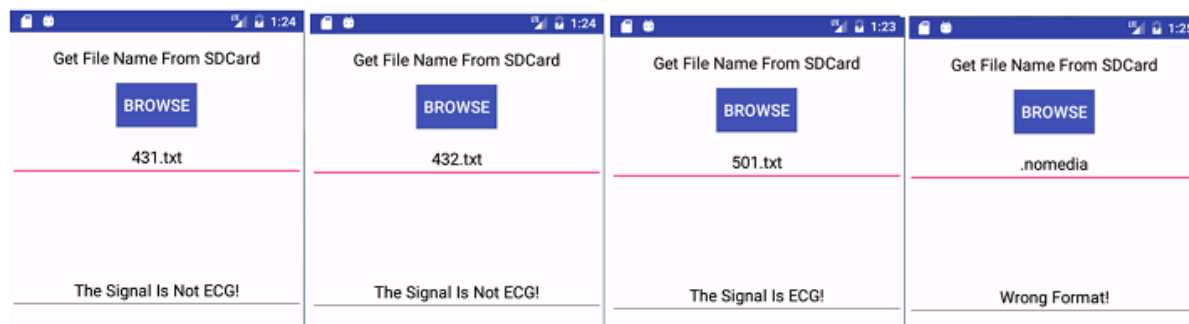 1:24
Get File Name From SDCard
BROWSE
431.txt
The Signal Is Not ECG!
1:24
Get File Name From SDCard
BROWSE
432.txt
The Signal Is Not ECG!
1:23
Get File Name From SDCard
BROWSE
501.txt
The Signal Is ECG!
1:25
Get File Name From SDCard
BROWSE
.nomedia
Wrong Format!